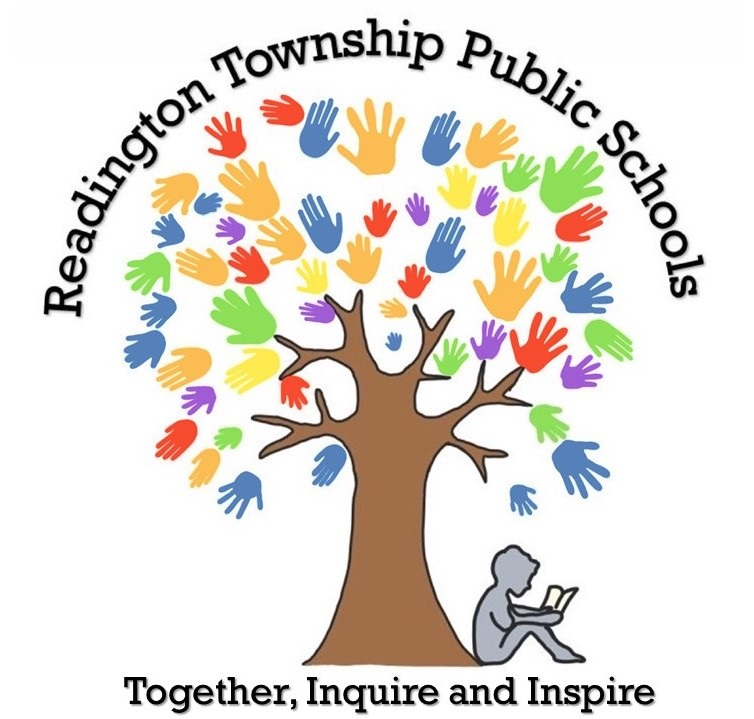 Readington Township Public Schools
Together, Inquire and Inspire